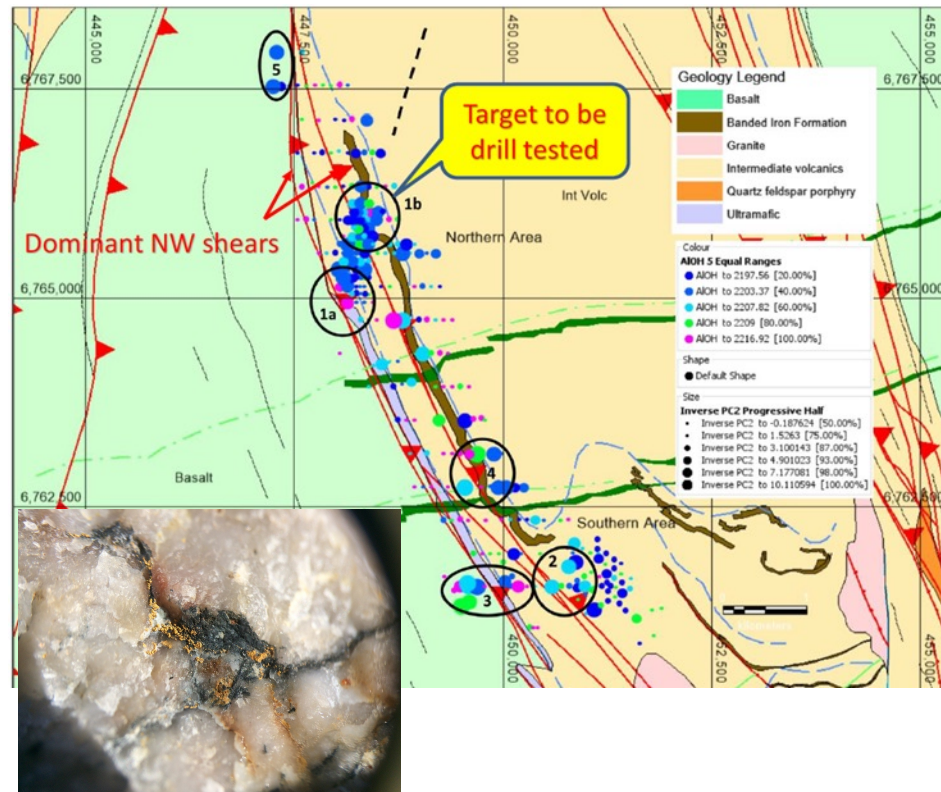 445,000
447,500
450,000
452,500
455,000
6,767,500
6,767,500
5
Target to be
drill tested
1b
Int Volc
Dominant NW shears
Northern Area
6,765,000
1a
Geology Legend
Basalt
Banded Iron Formation
Granite
Intermediate volcanics
Quartz feldspar porphyry
Ultramafic
Colour
AlOH 5 Equal Ranges
AlOH to 2197.56 [20.00%]
AlOH to 2203.37 [40.00%]
AlOH to 2207.82 [60.00%]
AlOH to 2209 [80.00%]
AlOH to 2216.92 [100.00%]
Shape
Default Shape
Size
Inverse PC2 Progressive Half
Inverse PC2 to -0.187624 [50.00%]
Inverse PC2 to 1.5263 [75.00%]
Inverse PC2 to 3.100143 [87.00%]
Inverse PC2 to 4.901023 [93.00%]
Inverse PC2 to 7.177081 [98.00%]
Inverse PC2 to 10.110594 [100.00%]
Basalt
4
6,762,500
6,762,500
Southern Area
2
3
kilometers
450,000
452,500
455,000